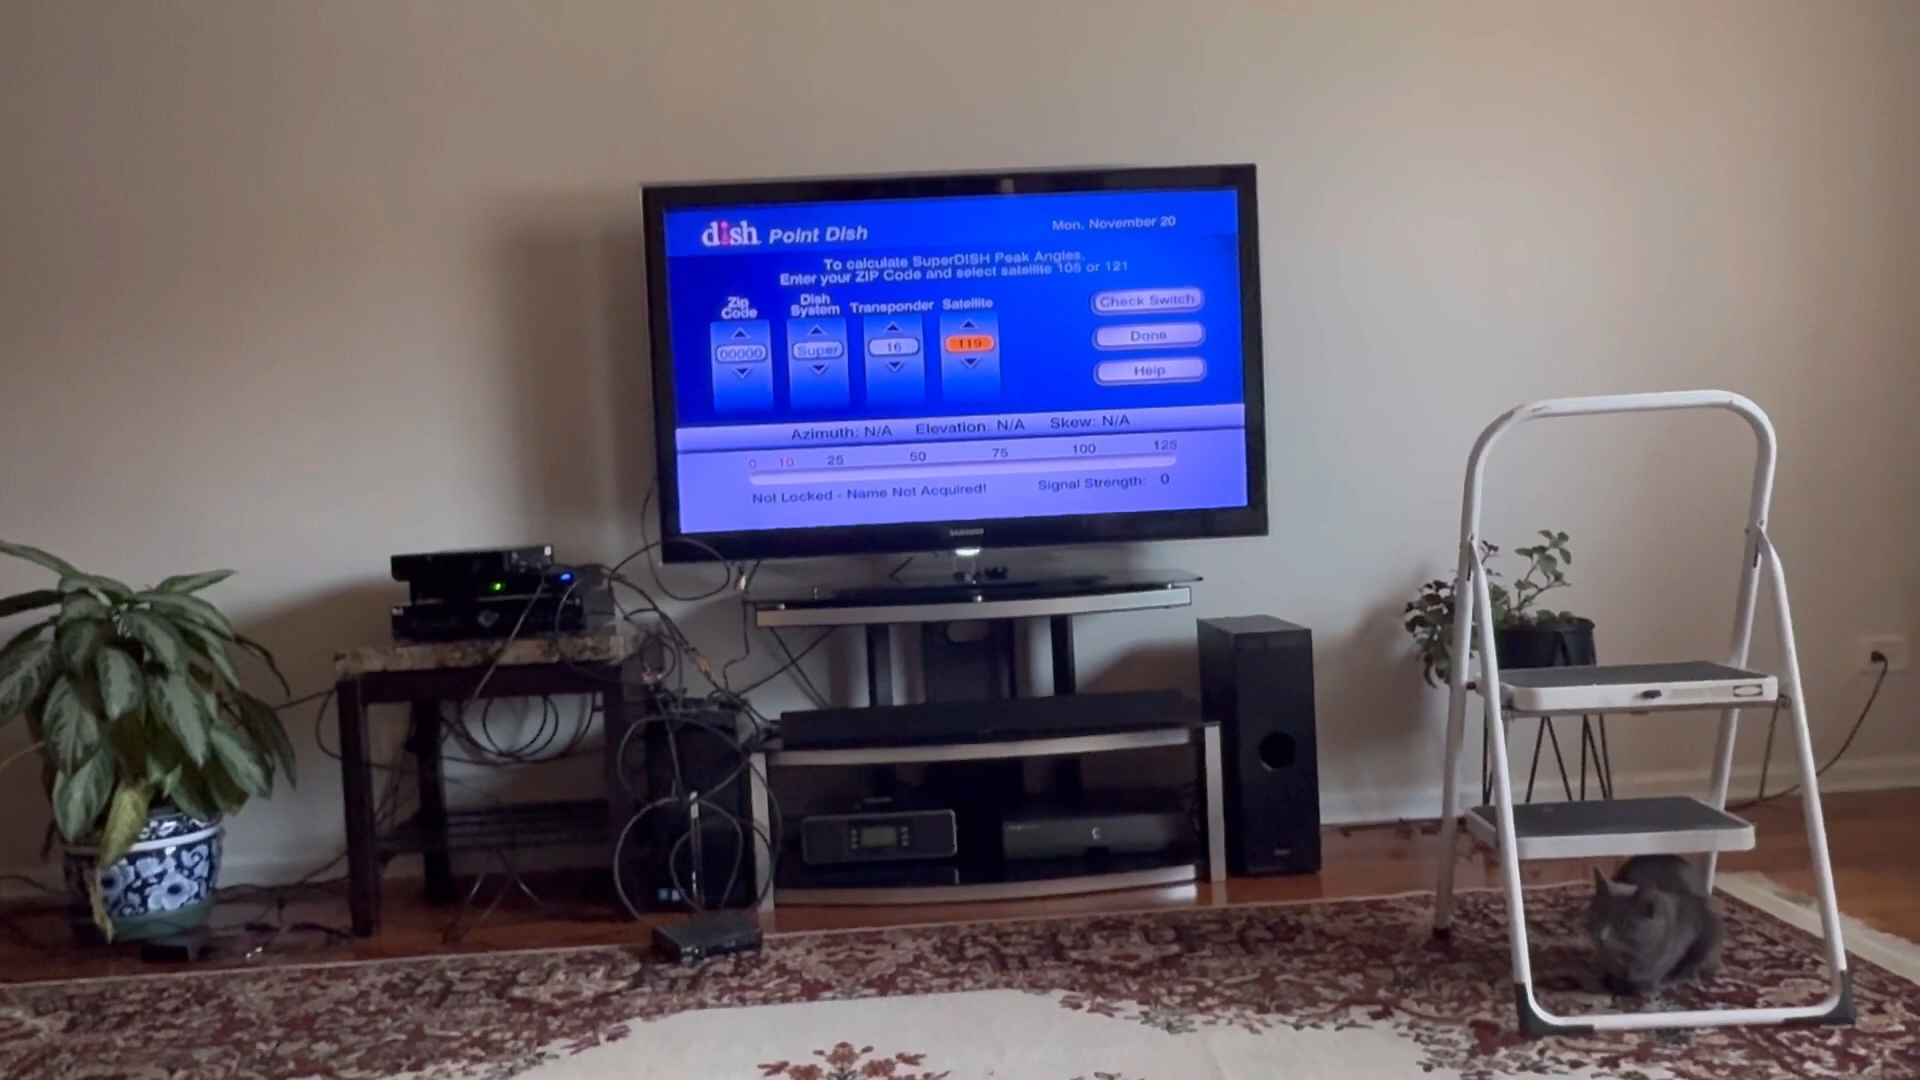 dish Point Dish
Mon, November 20
To calculate SuperDISH Peak Angles,
Enter your ZIP Code and select satellite 105 or 121
Zip Code
Dish System
Transponder
Satellite
00000
Super
16
119
Check Switch
Done
Help
Azimuth: N/A Elevation: N/A Skew: N/A
0 10 25 50 75 100 125
Not Locked - Name Not Acquired!
Signal Strength: 0
SAMSUNG